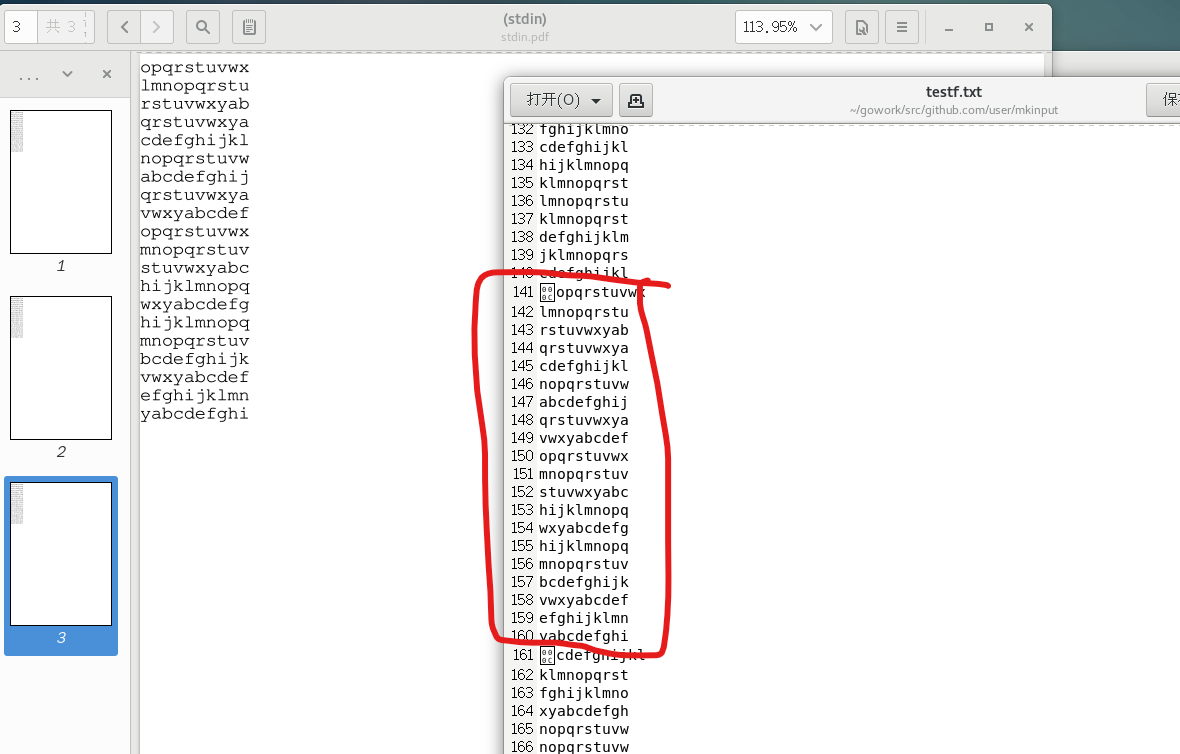 3 共 3
(stdin)
stdin.pdf
113.95%
...
1
2
3
opqrstuvwx
lmnopqrstu
rstuvwxyab
qrstuvwxya
cdefghijkl
nopqrstuvw
abcdefghij
qrstuvwxya
vwxyabcdef
opqrstuvwx
mnopqrstuv
stuvwxyabc
hijklmnopq
wxyabcdefg
hijklmnopq
mnopqrstuv
bcdefghijk
vwxyabcdef
efghijklmn
yabcdefghi
打开(O)
testf.txt
~/gowork/src/github.com/user/mkinput
132 fghijklmno
133 cdefghijkl
134 hijklmnopq
135 klmnopqrst
136 lmnopqrstu
137 klmnopqrst
138 defghijklm
139 jklmnopqrs
140 cdefghijkl
141 000C opqrstuvwx
142 lmnopqrstu
143 rstuvwxyab
144 qrstuvwxya
145 cdefghijkl
146 nopqrstuvw
147 abcdefghij
148 qrstuvwxya
149 vwxyabcdef
150 opqrstuvwx
151 mnopqrstuv
152 stuvwxyabc
153 hijklmnopq
154 wxyabcdefg
155 hijklmnopq
156 mnopqrstuv
157 bcdefghijk
158 vwxyabcdef
159 efghijklmn
160 yabcdefghi
161 000C cdefghijkl
162 klmnopqrst
163 fghijklmno
164 xyabcdefgh
165 nopqrstuvw
166 nopqrstuvw